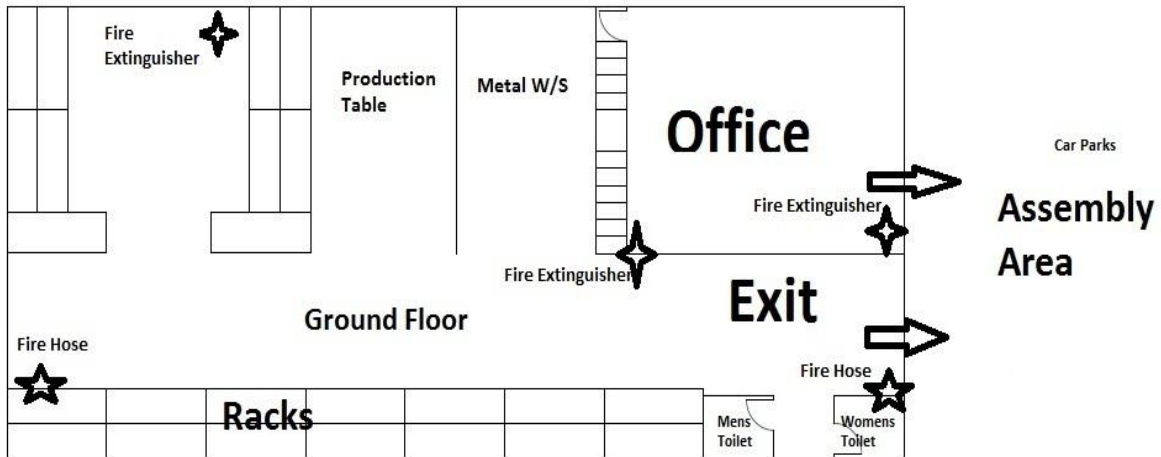 Fire
Extinguisher
Production
Table
Metal W/S
Office
Car Parks
Fire Extinguisher
Assembly
Area
Fire Extinguisher
Exit
Ground Floor
Fire Hose
Fire Hose
Racks
Mens
Toilet
Womens
Toilet